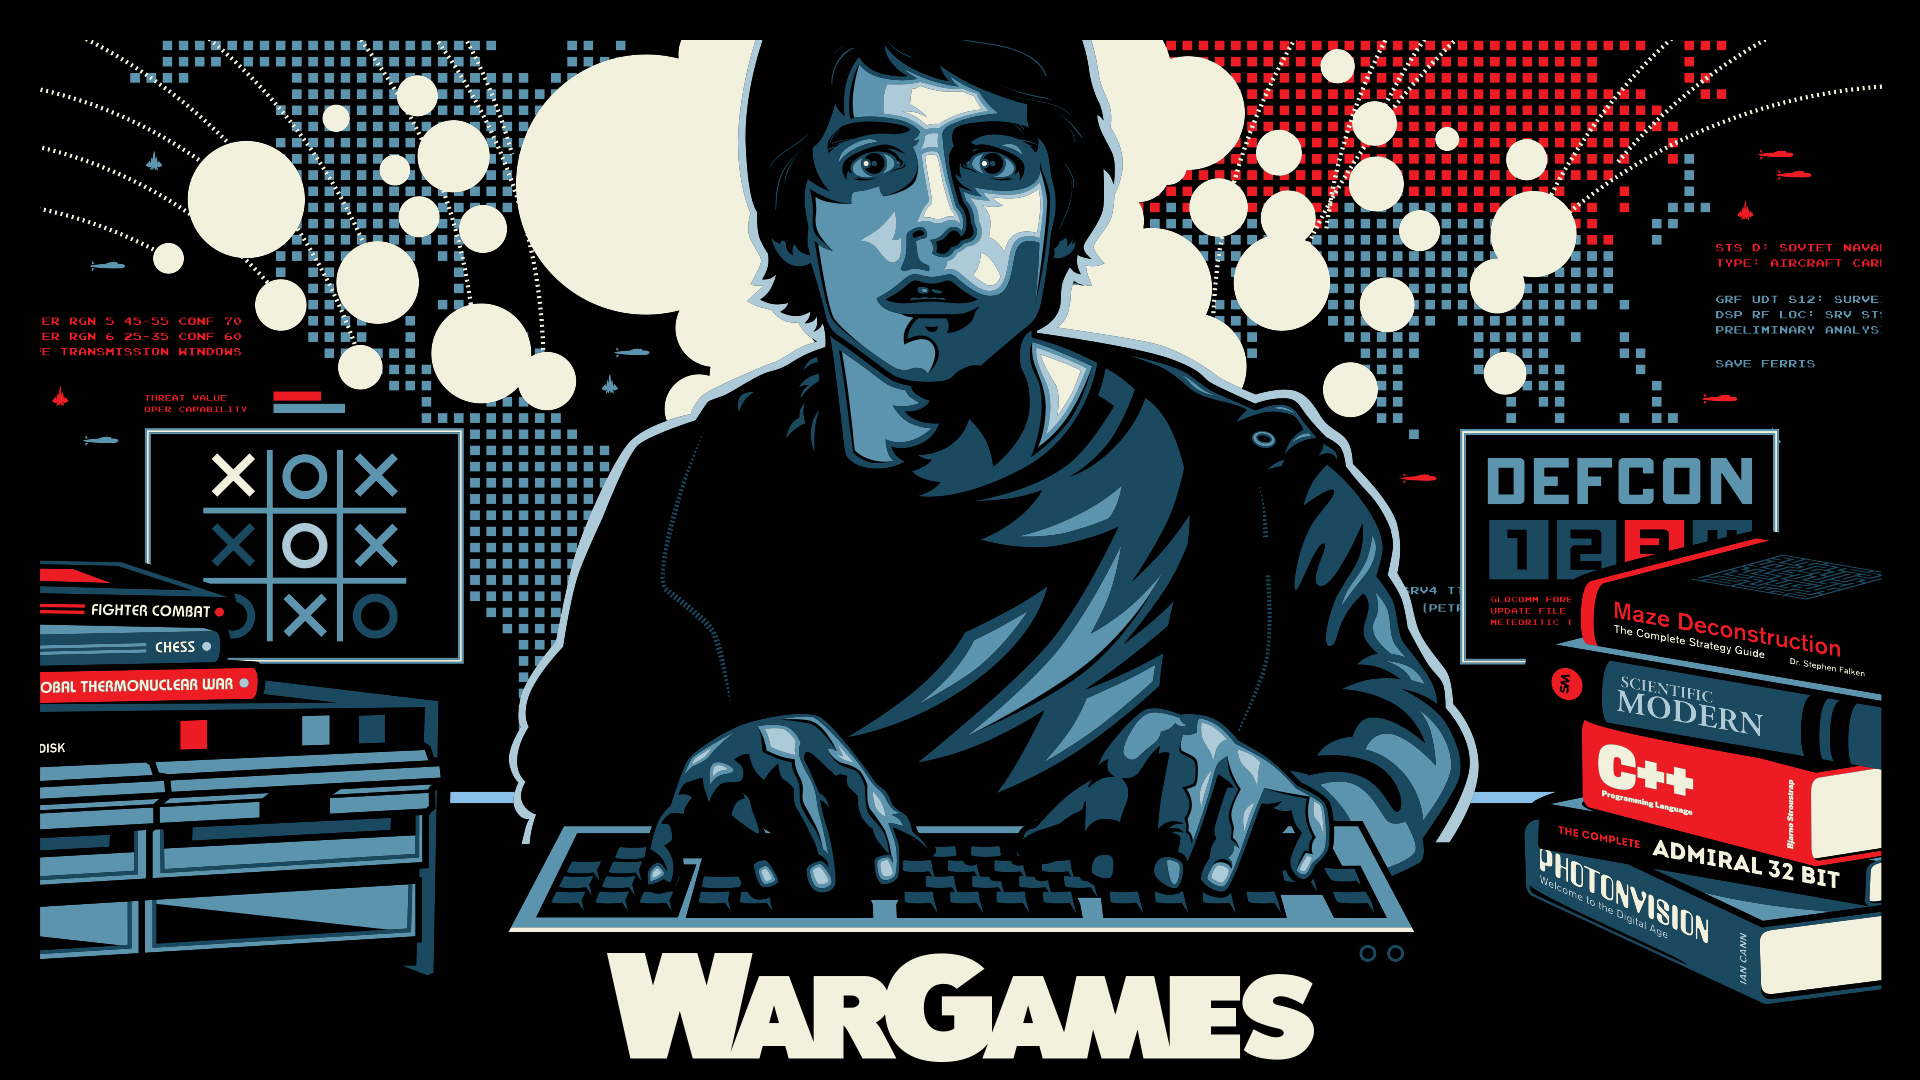 ER RGN 5 45-55 CONF 70
ER RGN 6 25-35 CONF 60
E TRANSMISSION WINDOWS
THREAT VALUE
OPER CAPABILITY
X O X
X O X
O X O
FIGHTER COMBAT
CHESS
OBAL THERMONUCLEAR WAR
DISK
STS D: SOVIET NAVA
TYPE: AIRCRAFT CAR
GRF UDT S12: SURVE
DSP RF LOC: SRV ST
PRELIMINARY ANALYS
SAVE FERRIS
DEFCON
1 2 3
SRV4 T
(PET
GLOCOMM FORE
UPDATE FILE
METEORITIC
Maze Deconstruction
The Complete Strategy Guide
Dr. Stephen Falken
SM
SCIENTIFIC
MODERN
C++
Programming Language
Bjarne Stroustrap
THE COMPLETE ADMIRAL 32 BIT
PHOTONVISION
Welcome to the Digital Age
IAN CANN
WARGAMES